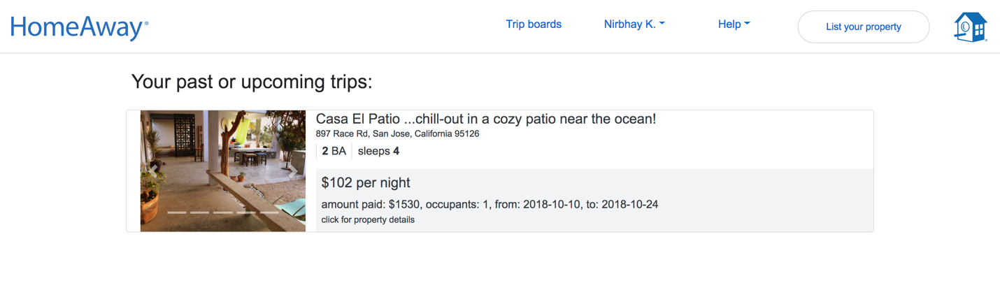 HomeAway®
Trip boards
Nirbhay K.
Help
List your property
Your past or upcoming trips:
Casa El Patio ...chill-out in a cozy patio near the ocean!
897 Race Rd, San Jose, California 95126
2 BA sleeps 4
$102 per night
amount paid: $1530, occupants: 1, from: 2018-10-10, to: 2018-10-24
click for property details